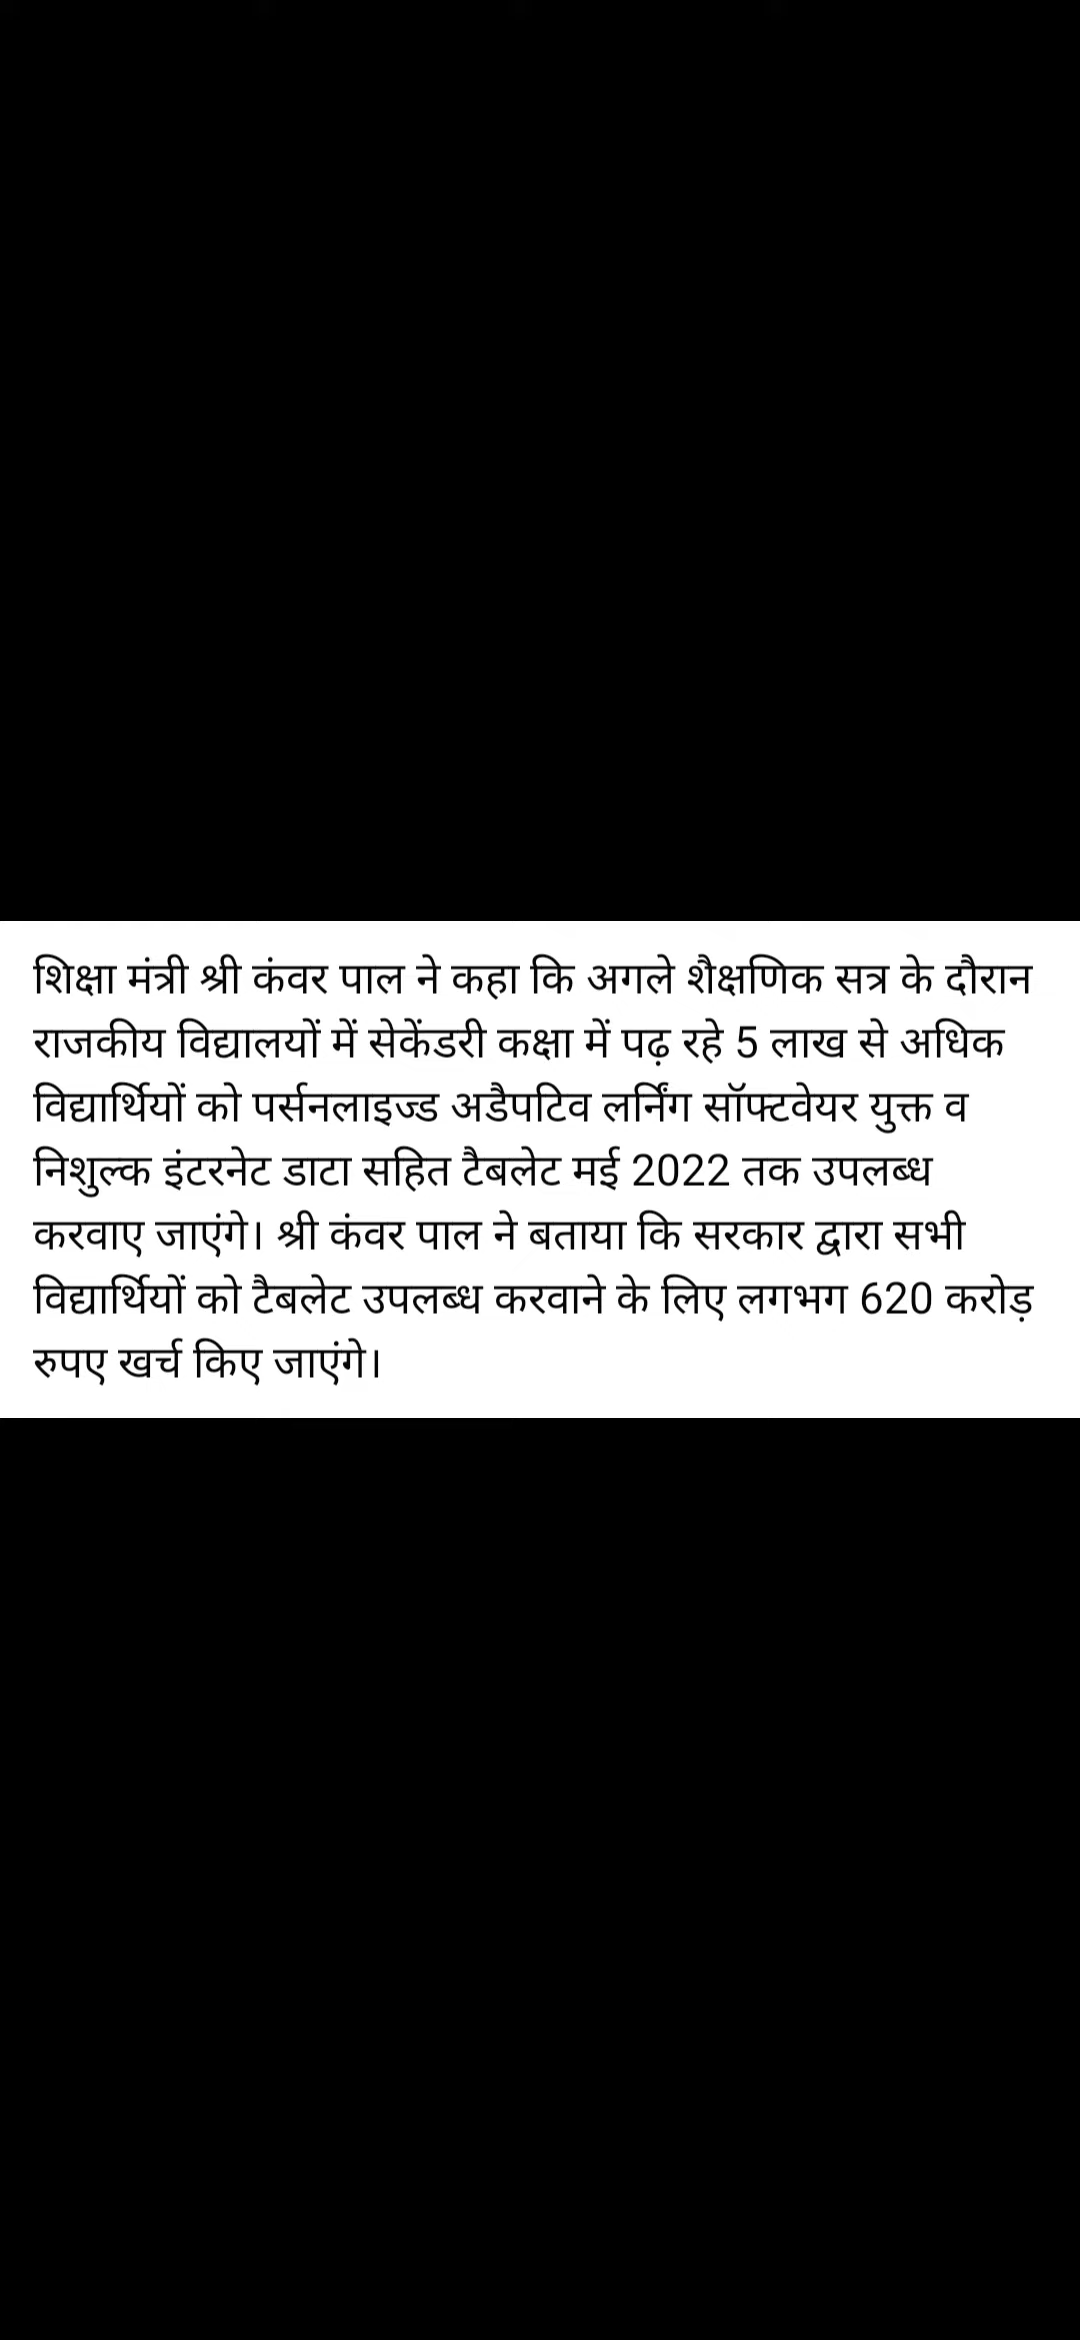 शिक्षा मंत्री श्री कंवर पाल ने कहा कि अगले शैक्षणिक सत्र के दौरान
राजकीय विद्यालयों में सेकेंडरी कक्षा में पढ़ रहे 5 लाख से अधिक
विद्यार्थियों को पर्सनलाइज्ड अडैपटिव लर्निंग सॉफ्टवेयर युक्त व
निशुल्क इंटरनेट डाटा सहित टैबलेट मई 2022 तक उपलब्ध
करवाए जाएंगे। श्री कंवर पाल ने बताया कि सरकार द्वारा सभी
विद्यार्थियों को टैबलेट उपलब्ध करवाने के लिए लगभग 620 करोड़
रुपए खर्च किए जाएंगे।